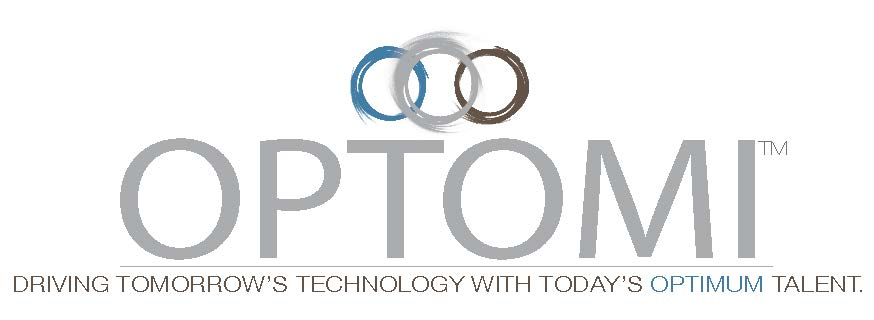 OPTOMI™
DRIVING TOMORROW'S TECHNOLOGY WITH TODAY'S OPTIMUM TALENT.